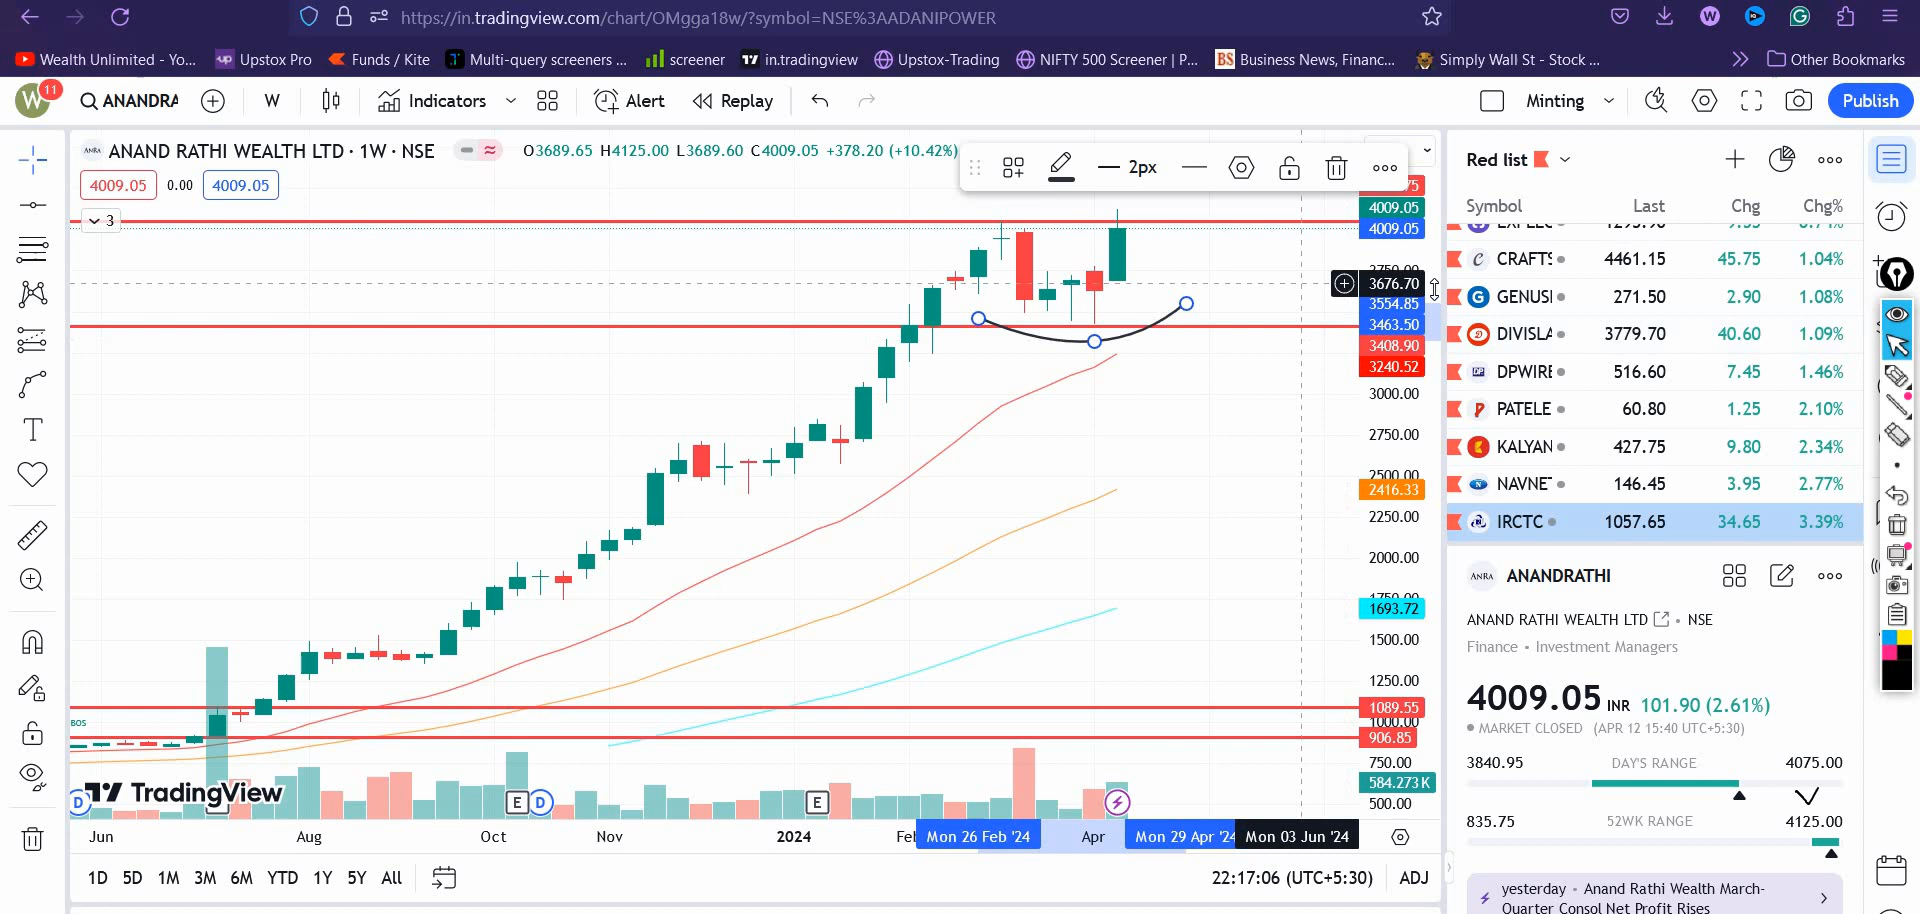 https://in.tradingview.com/chart/OMgga18w/?symbol=NSE%3AADANIPOWER
Wealth Unlimited - Yo...
Upstox Pro
Funds / Kite
Multi-query screeners ...
screener
in.tradingview
Upstox-Trading
NIFTY 500 Screener | P...
Business News, Financ...
Simply Wall St - Stock ...
Other Bookmarks
W 11
ANANDRA
W
Indicators
Alert
Replay
Minting
Publish
ANAND RATHI WEALTH LTD · 1W · NSE
O3689.65 H4125.00 L3689.60 C4009.05 +378.20 (+10.42%)
2px
4009.05 0.00 4009.05
3
4009.05
4009.05
3676.70
3554.85
3463.50
3408.90
3240.52
3000.00
2750.00
2500.00
2416.33
2250.00
2000.00
1693.72
1500.00
1250.00
1089.55
1000.00
906.85
750.00
584.273 K
500.00
BOS
TradingView
D
E
D
E
Jun
Aug
Oct
Nov
2024
Feb
Mon 26 Feb '24
Apr
Mon 29 Apr '24
Mon 03 Jun '24
1D 5D 1M 3M 6M YTD 1Y 5Y All
22:17:06 (UTC+5:30)
ADJ
Red list
Symbol Last Chg Chg%
CRAFTS 4461.15 45.75 1.04%
GENUSI 271.50 2.90 1.08%
DIVISLA 3779.70 40.60 1.09%
DPWIRE 516.60 7.45 1.46%
PATELE 60.80 1.25 2.10%
KALYAN 427.75 9.80 2.34%
NAVNET 146.45 3.95 2.77%
IRCTC 1057.65 34.65 3.39%
ANRA ANANDRATHI
ANAND RATHI WEALTH LTD • NSE
Finance • Investment Managers
4009.05 INR 101.90 (2.61%)
MARKET CLOSED (APR 12 15:40 UTC+5:30)
3840.95 DAY'S RANGE 4075.00
835.75 52WK RANGE 4125.00
yesterday • Anand Rathi Wealth March-
Quarter Consol Net Profit Rises